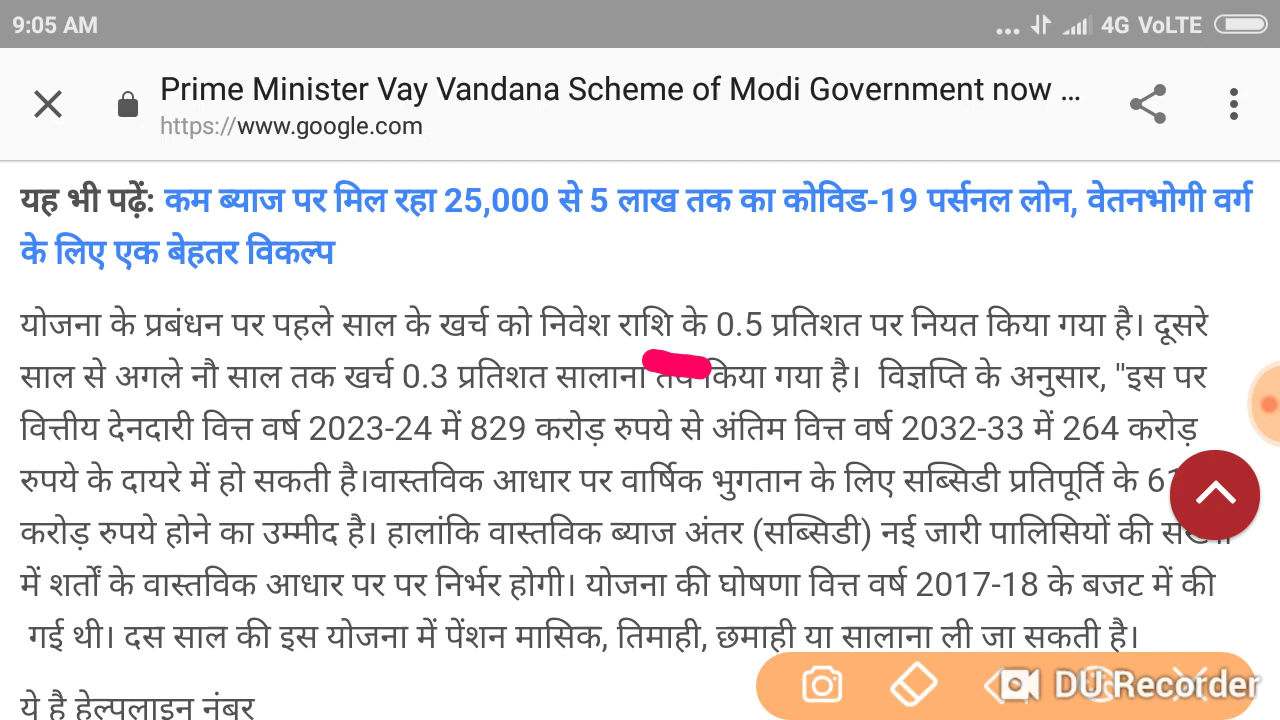 9:05 AM
... 4G VoLTE
Prime Minister Vay Vandana Scheme of Modi Government now ...
https://www.google.com
यह भी पढ़ें: कम ब्याज पर मिल रहा 25,000 से 5 लाख तक का कोविड-19 पर्सनल लोन, वेतनभोगी वर्ग
के लिए एक बेहतर विकल्प
योजना के प्रबंधन पर पहले साल के खर्च को निवेश राशि के 0.5 प्रतिशत पर नियत किया गया है। दूसरे
साल से अगले नौ साल तक खर्च 0.3 प्रतिशत सालाना किया गया है। विज्ञप्ति के अनुसार, "इस पर
वित्तीय देनदारी वित्त वर्ष 2023-24 में 829 करोड़ रुपये से अंतिम वित्त वर्ष 2032-33 में 264 करोड़
रुपये के दायरे में हो सकती है।वास्तविक आधार पर वार्षिक भुगतान के लिए सब्सिडी प्रतिपूर्ति के
करोड़ रुपये होने का उम्मीद है। हालांकि वास्तविक ब्याज अंतर (सब्सिडी) नई जारी पालिसियों की
में शर्तों के वास्तविक आधार पर पर निर्भर होगी। योजना की घोषणा वित्त वर्ष 2017-18 के बजट में की
गई थी। दस साल की इस योजना में पेंशन मासिक, तिमाही, छमाही या सालाना ली जा सकती है।
ये है हेल्पलाइन नंबर
DU Recorder